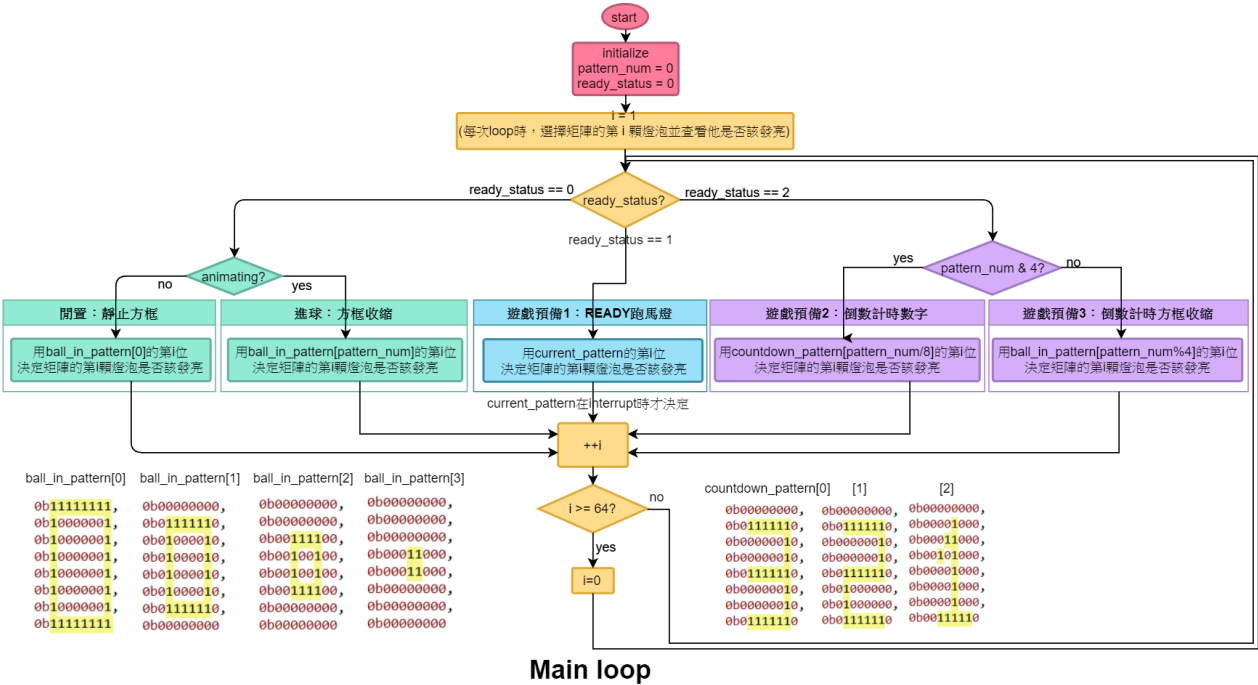 start
initialize
pattern_num = 0
ready_status = 0
i = 1
(每次loop時，選擇矩陣的第 i 顆燈泡並查看他是否該發亮)
ready_status?
ready_status == 0
ready_status == 2
ready_status == 1
animating?
no
yes
pattern_num & 4?
yes
no
閒置：靜止方框
用ball_in_pattern[0]的第i位
決定矩陣的第i顆燈泡是否該發亮
進球：方框收縮
用ball_in_pattern[pattern_num]的第i位
決定矩陣的第i顆燈泡是否該發亮
遊戲預備1：READY跑馬燈
用current_pattern的第i位
決定矩陣的第i顆燈泡是否該發亮
遊戲預備2：倒數計時數字
用countdown_pattern[pattern_num/8]的第i位
決定矩陣的第i顆燈泡是否該發亮
遊戲預備3：倒數計時方框收縮
用ball_in_pattern[pattern_num%4]的第i位
決定矩陣的第i顆燈泡是否該發亮
current_pattern在interrupt時才決定
++i
i >= 64?
no
yes
i=0
ball_in_pattern[0]
0b11111111,
0b10000001,
0b10000001,
0b10000001,
0b10000001,
0b10000001,
0b11111111
ball_in_pattern[1]
0b00000000,
0b01111110,
0b01000010,
0b01000010,
0b01000010,
0b01000010,
0b01111110,
0b00000000
ball_in_pattern[2]
0b00000000,
0b00000000,
0b00111100,
0b00100100,
0b00100100,
0b00111100,
0b00000000,
0b00000000
ball_in_pattern[3]
0b00000000,
0b00000000,
0b00000000,
0b00011000,
0b00011000,
0b00000000,
0b00000000,
0b00000000
countdown_pattern[0]
0b00000000,
0b01111110,
0b00000010,
0b00000010,
0b01111110,
0b00000010,
0b00000010,
0b01111110
[1]
0b00000000,
0b01111110,
0b00000010,
0b00000010,
0b01111110,
0b01000000,
0b01000000,
0b01111110
[2]
0b00000000,
0b00001000,
0b00011000,
0b00101000,
0b00001000,
0b00001000,
0b00001000,
0b00111110
Main loop